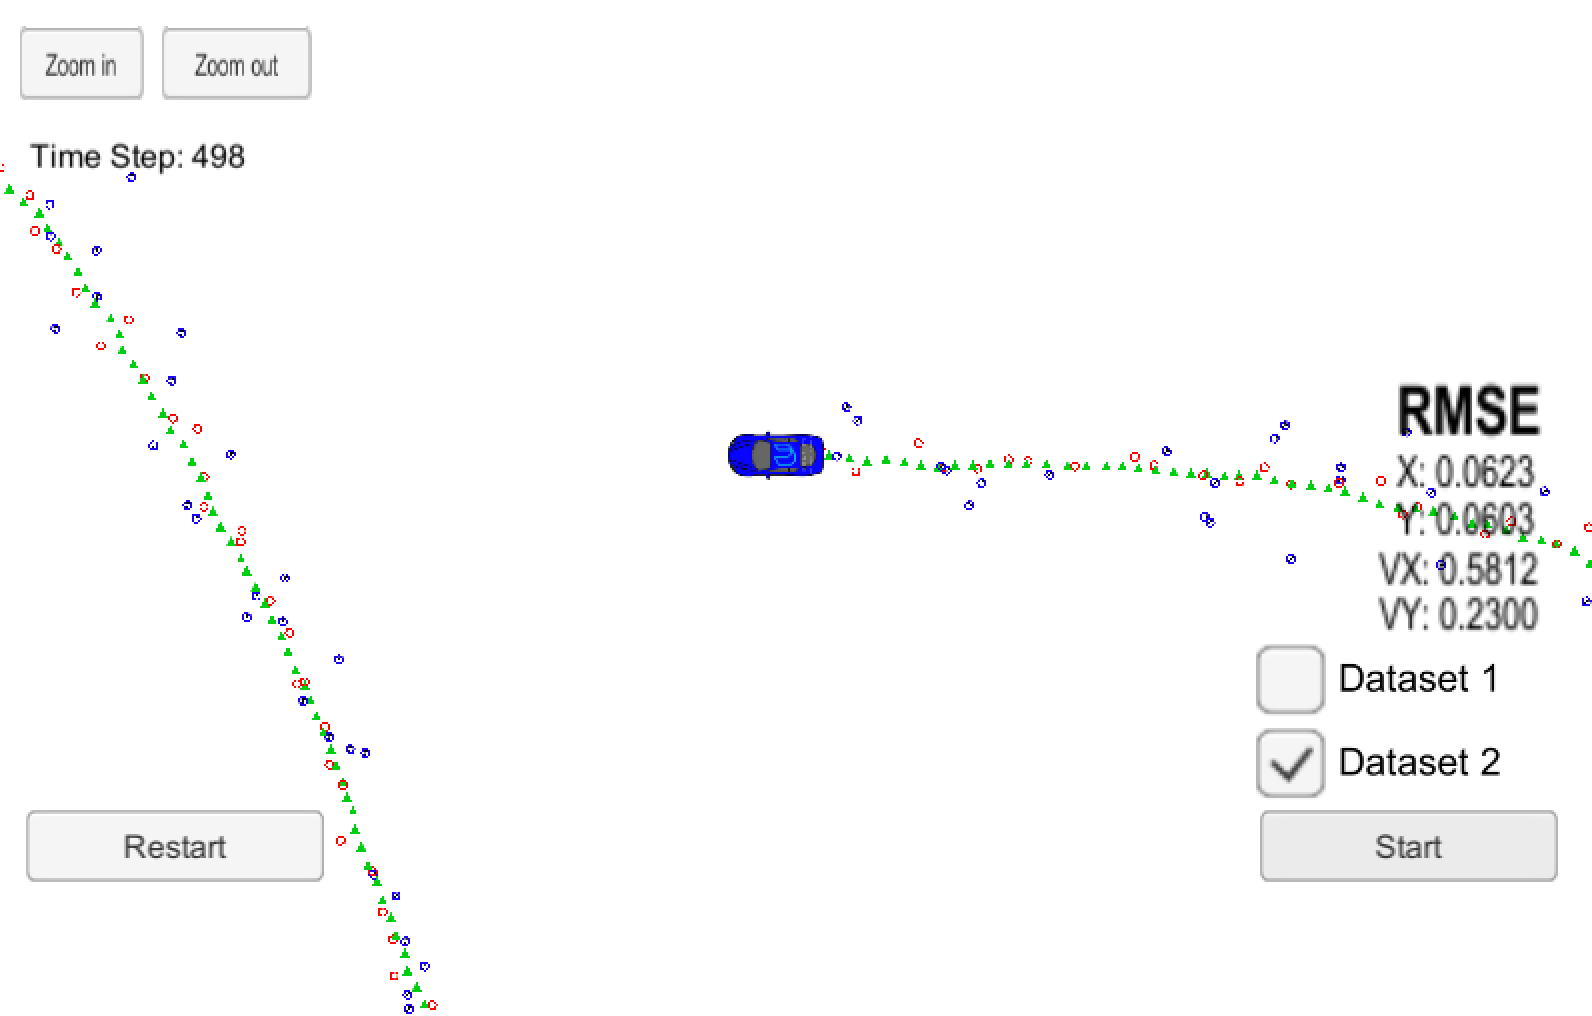 Zoom in
Zoom out
Time Step: 498
RMSE
X: 0.0623
Y: 0.0603
VX: 0.5812
VY: 0.2300
Dataset 1
Dataset 2
Restart
Start